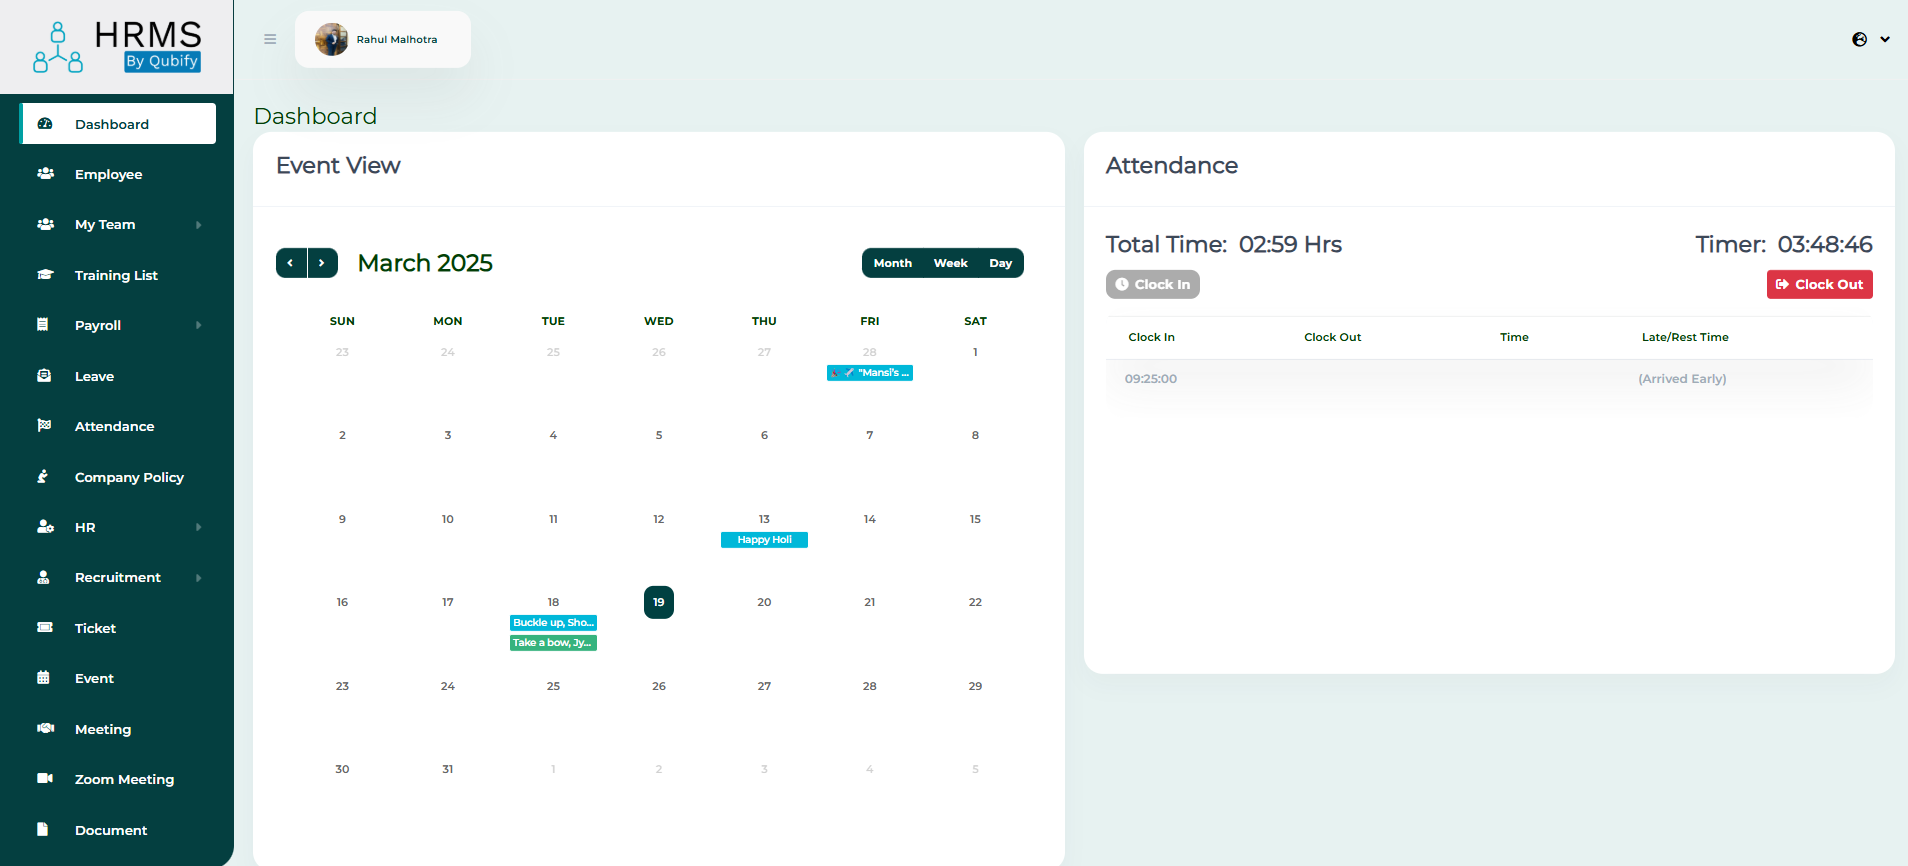 HRMS
By Qubify
Rahul Malhotra
Dashboard
Employee
My Team
Training List
Payroll
Leave
Attendance
Company Policy
HR
Recruitment
Ticket
Event
Meeting
Zoom Meeting
Document
Dashboard
Event View
March 2025
Month Week Day
SUN MON TUE WED THU FRI SAT
23 24 25 26 27 28 1
"Mansi's ...
2 3 4 5 6 7 8
9 10 11 12 13 14 15
Happy Holi
16 17 18 19 20 21 22
Buckle up, Sho...
Take a bow, Jy...
23 24 25 26 27 28 29
30 31 1 2 3 4 5
Attendance
Total Time: 02:59 Hrs Timer: 03:48:46
Clock In Clock Out
Clock In Clock Out Time Late/Rest Time
09:25:00 (Arrived Early)